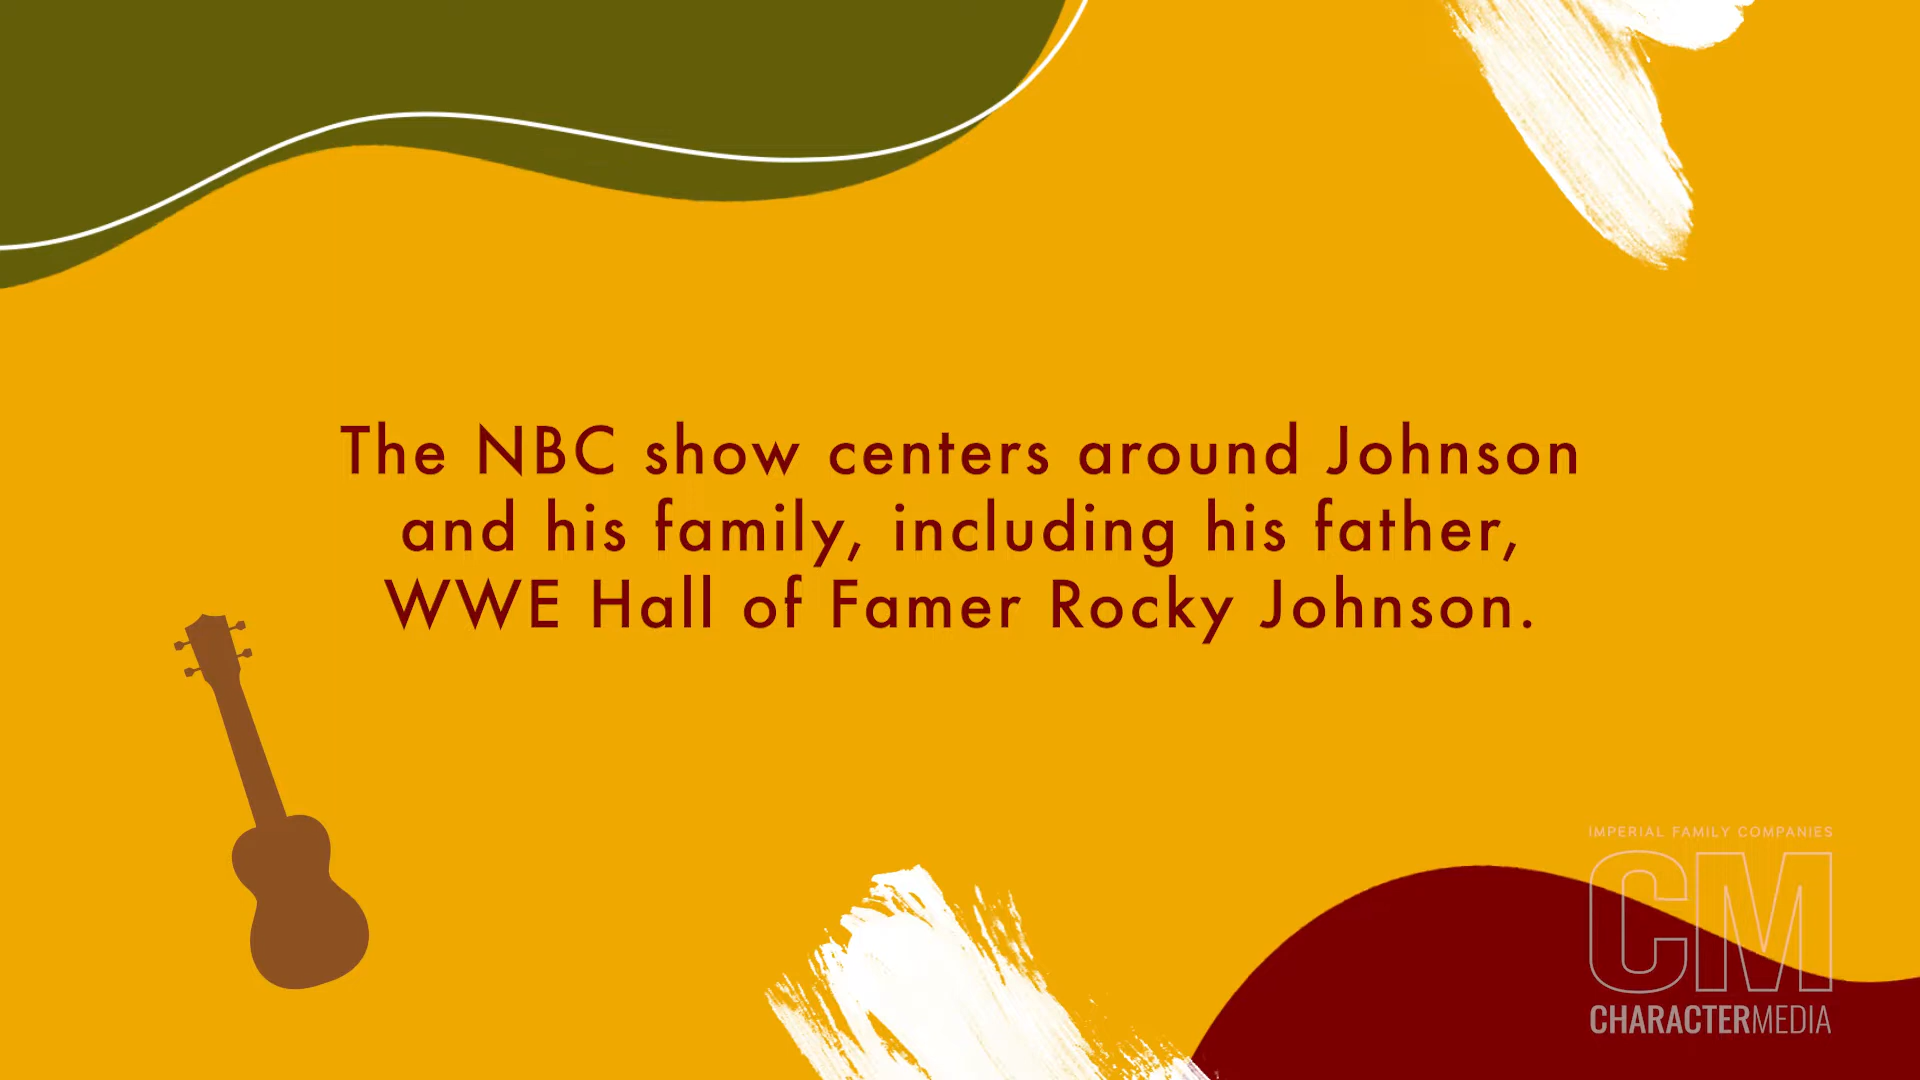 The NBC show centers around Johnson
and his family, including his father,
WWE Hall of Famer Rocky Johnson.
IMPERIAL FAMILY COMPANIES
CM
CHARACTERMEDIA